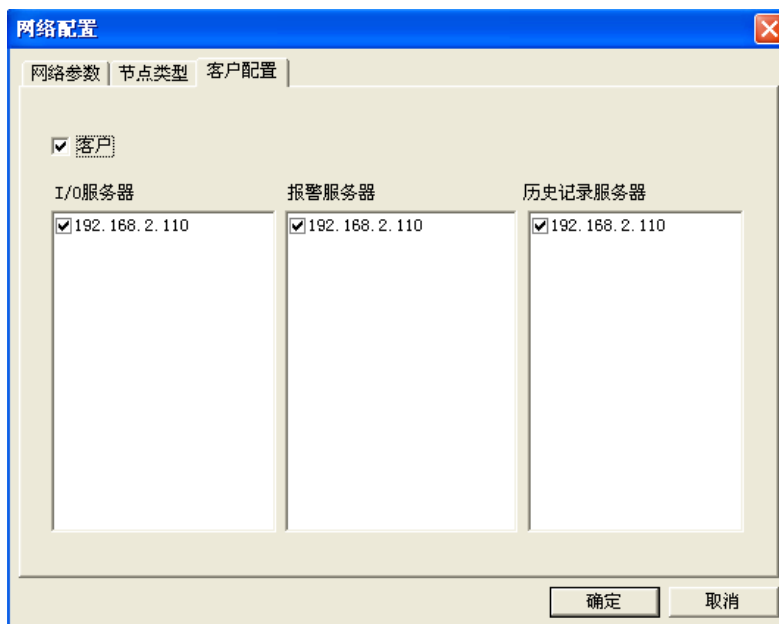 网络配置
网络参数 节点类型 客户配置
客户
I/O服务器 报警服务器 历史记录服务器
192.168.2.110 192.168.2.110 192.168.2.110
确定 取消